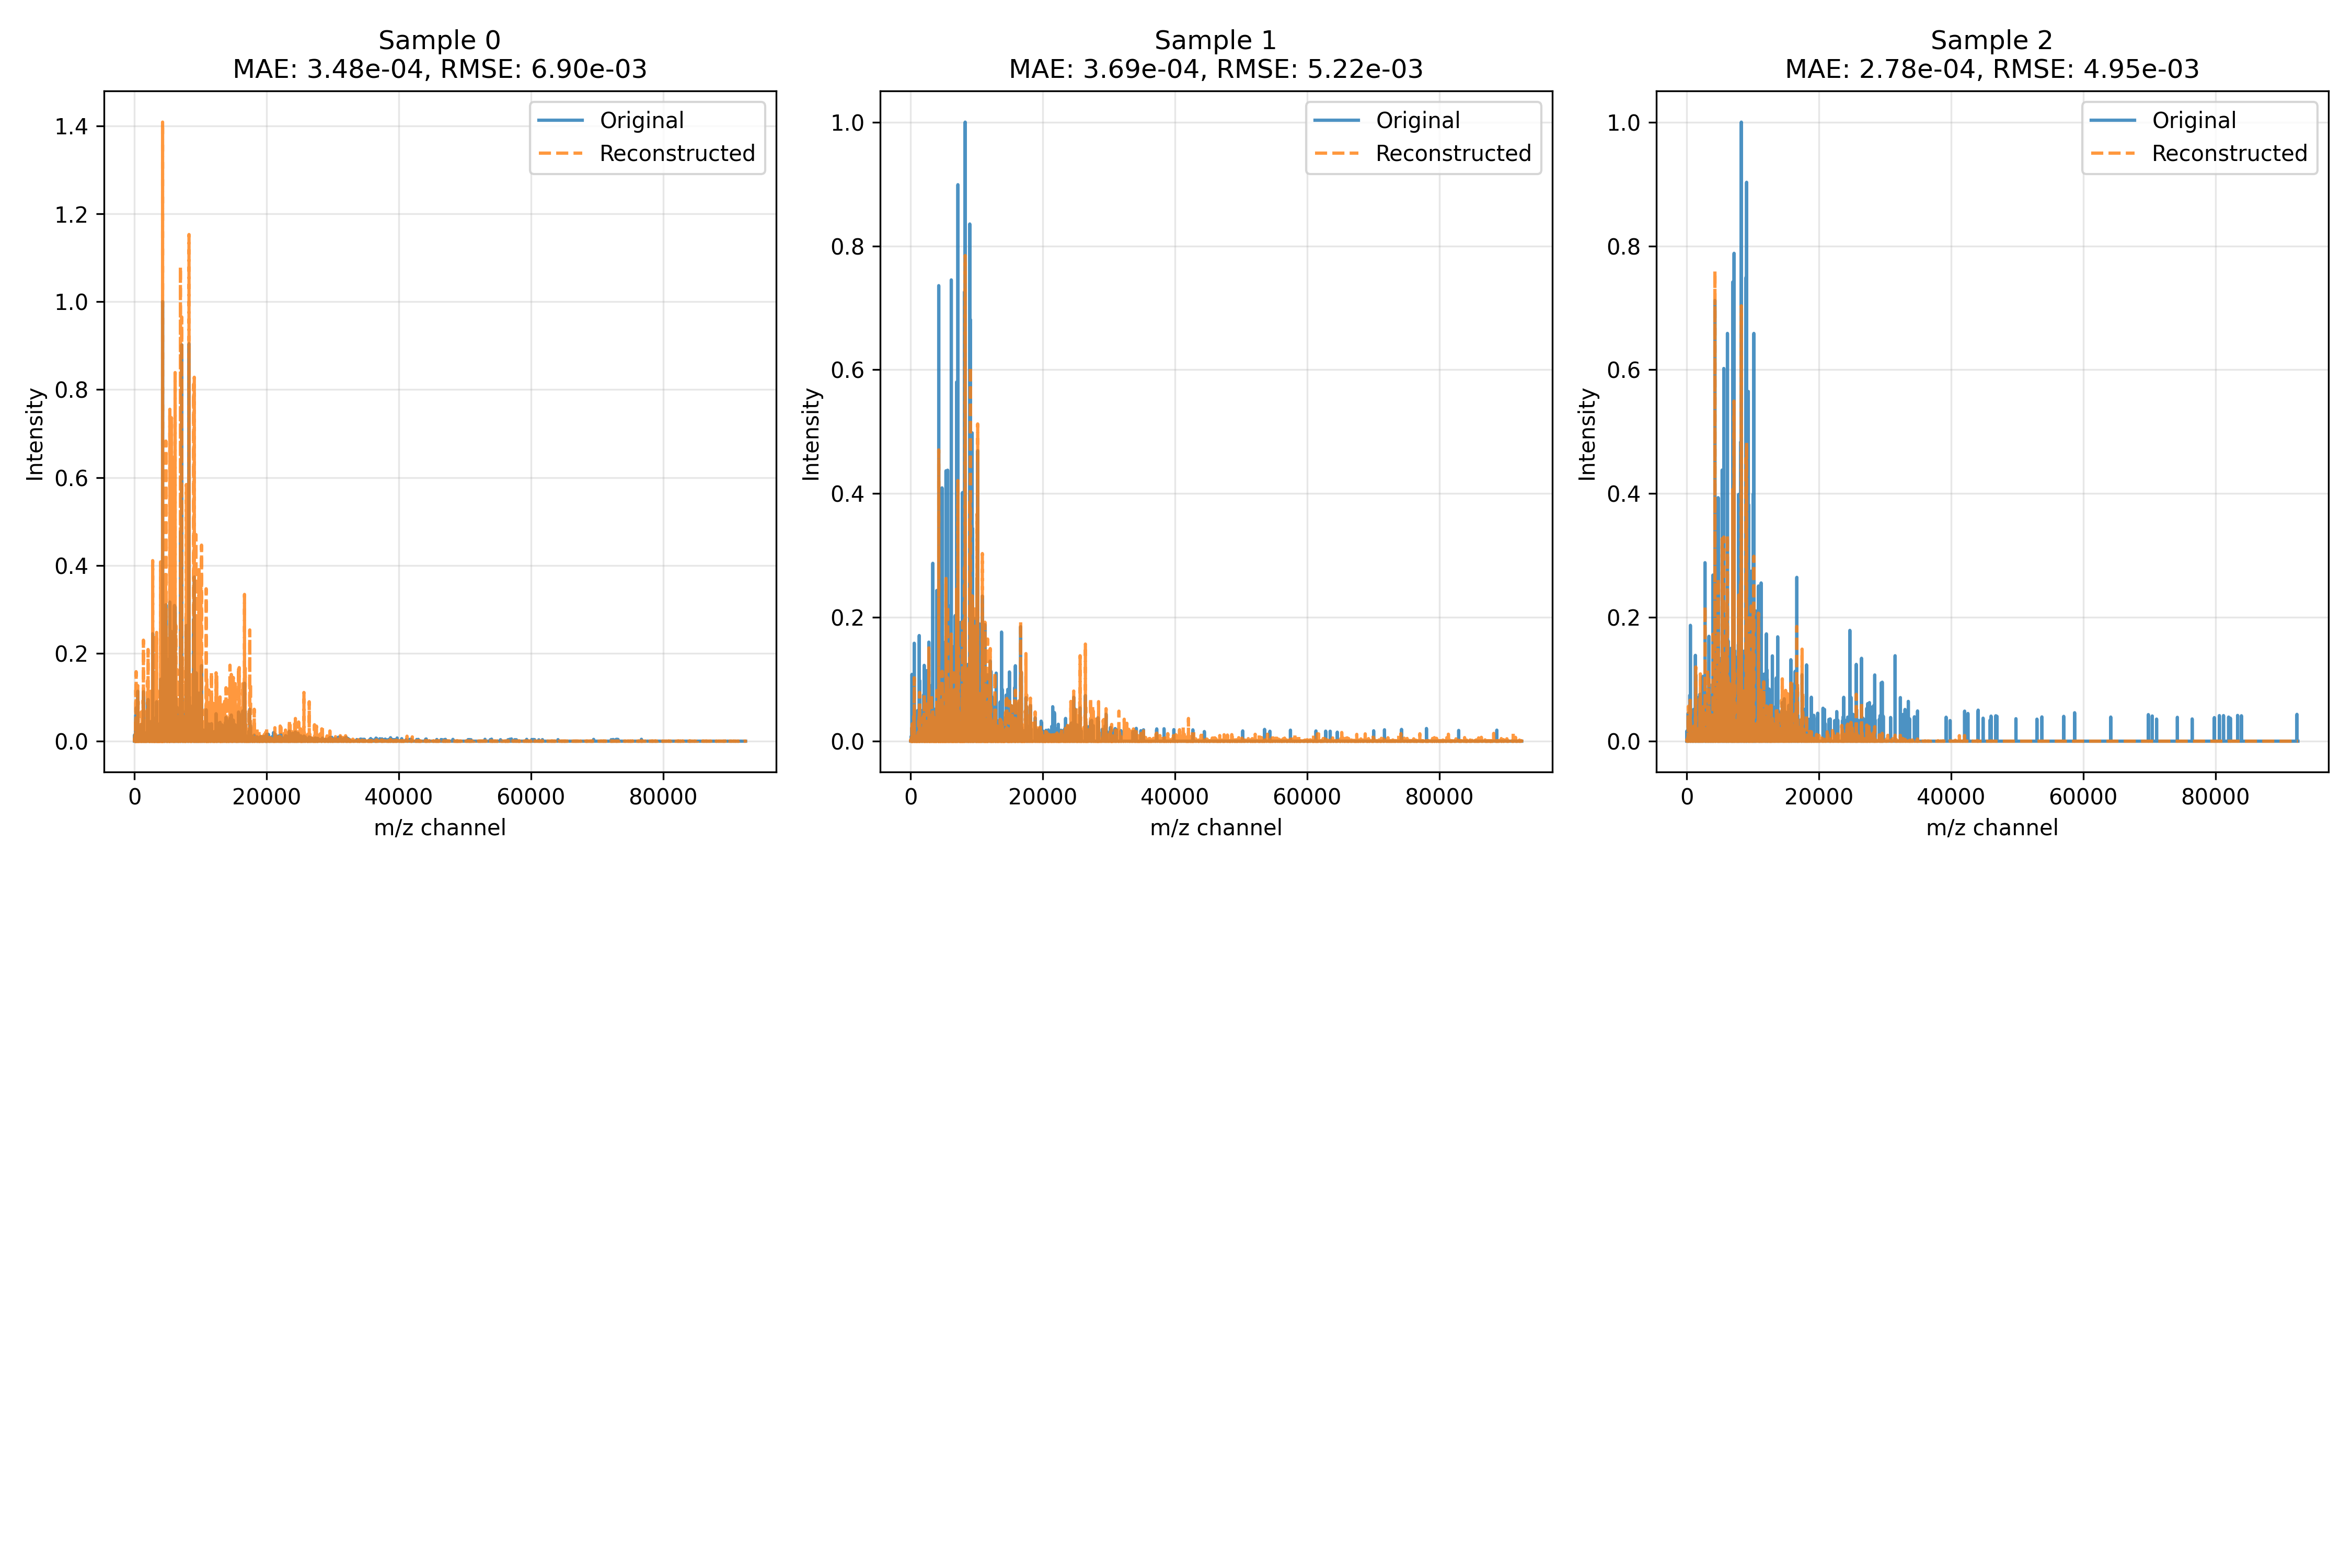 Sample 0
MAE: 3.48e-04, RMSE: 6.90e-03
Original
Reconstructed
Intensity
1.4
1.2
1.0
0.8
0.6
0.4
0.2
0.0
0
20000
40000
60000
80000
m/z channel
Sample 1
MAE: 3.69e-04, RMSE: 5.22e-03
Original
Reconstructed
Intensity
1.0
0.8
0.6
0.4
0.2
0.0
0
20000
40000
60000
80000
m/z channel
Sample 2
MAE: 2.78e-04, RMSE: 4.95e-03
Original
Reconstructed
Intensity
1.0
0.8
0.6
0.4
0.2
0.0
0
20000
40000
60000
80000
m/z channel